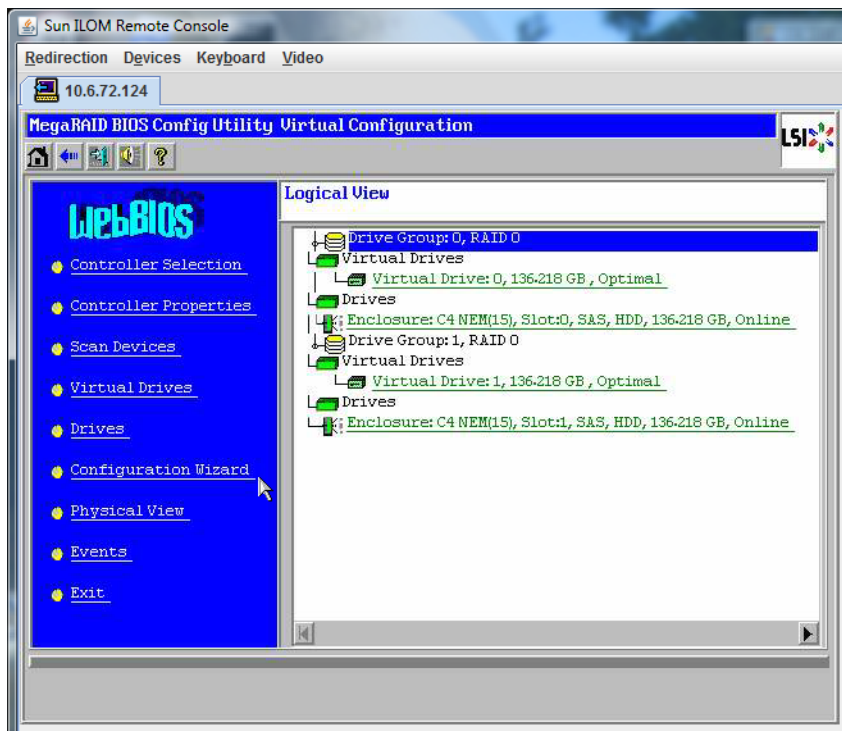 Sun ILOM Remote Console
Redirection Devices Keyboard Video
10.6.72.124
MegaRAID BIOS Config Utility Virtual Configuration
LSI
WebBIOS
Logical View
Controller Selection
Controller Properties
Scan Devices
Virtual Drives
Drives
Configuration Wizard
Physical View
Events
Exit
Drive Group: 0, RAID 0
Virtual Drives
Virtual Drive: 0, 136.218 GB , Optimal
Drives
Enclosure: C4 NEM(15), Slot:0, SAS, HDD, 136.218 GB, Online
Drive Group: 1, RAID 0
Virtual Drives
Virtual Drive: 1, 136.218 GB , Optimal
Drives
Enclosure: C4 NEM(15), Slot:1, SAS, HDD, 136.218 GB, Online